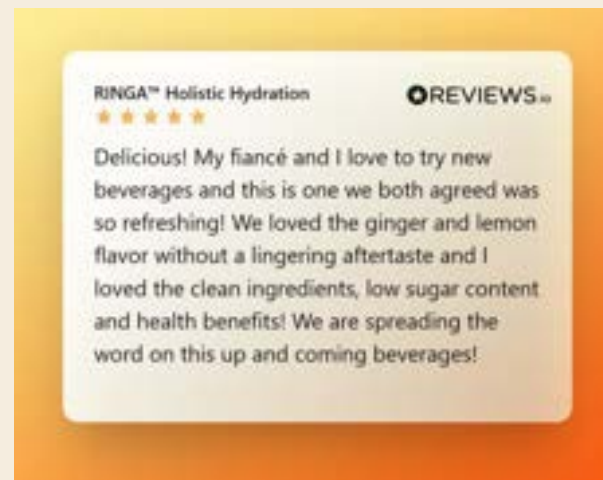 RINGA™ Holistic Hydration
REVIEWS.io
Delicious! My fiancé and I love to try new
beverages and this is one we both agreed was
so refreshing! We loved the ginger and lemon
flavor without a lingering aftertaste and I
loved the clean ingredients, low sugar content
and health benefits! We are spreading the
word on this up and coming beverages!